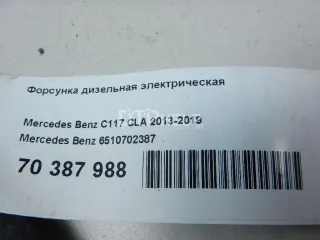 Форсунка дизельная электрическая
Mercedes Benz C117 CLA 2013-2019
Mercedes Benz 6510702387
70 387 988